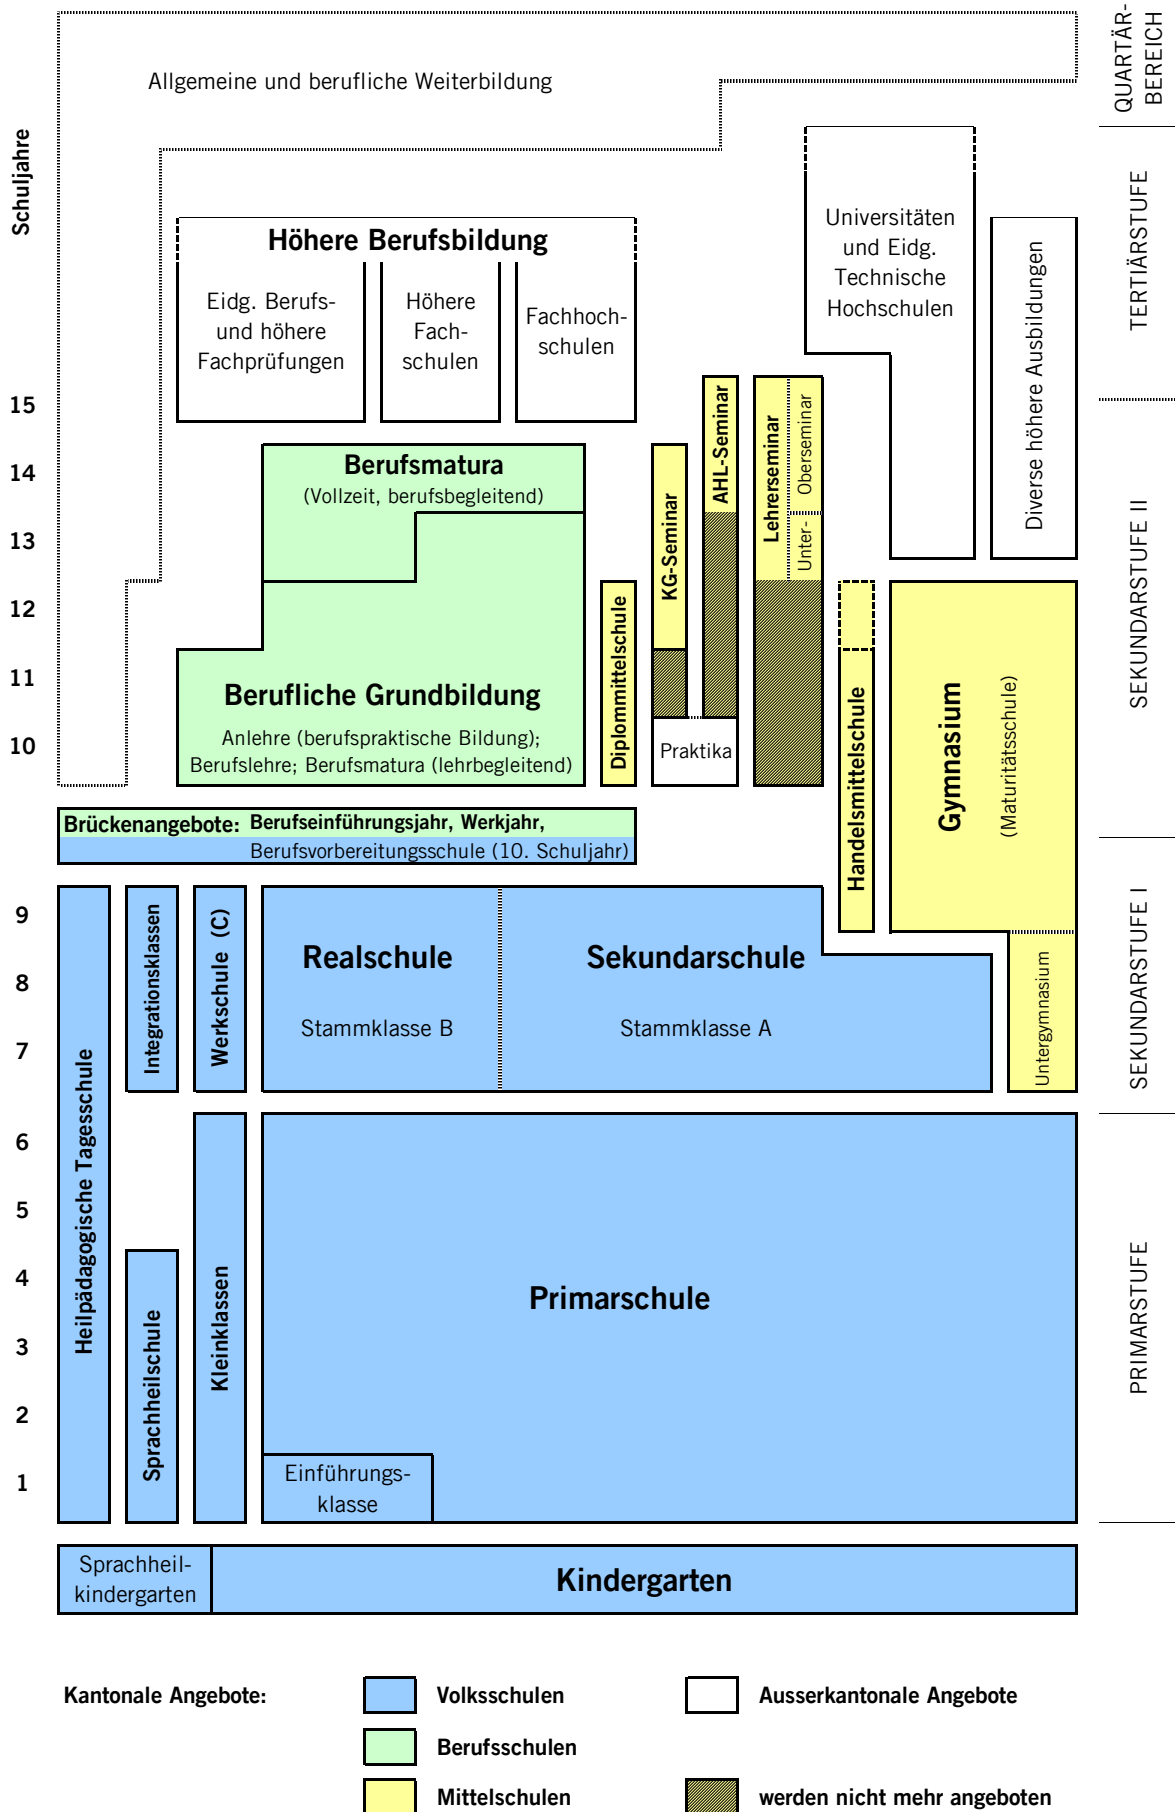 QUARTÄR-
BEREICH
Allgemeine und berufliche Weiterbildung
Schuljahre
TERTIÄRSTUFE
Höhere Berufsbildung
Eidg. Berufs-
und höhere
Fachprüfungen
Höhere
Fach-
schulen
Fachhoch-
schulen
Universitäten
und Eidg.
Technische
Hochschulen
Diverse höhere Ausbildungen
15
14
13
12
11
10
SEKUNDARSTUFE II
Berufsmatura
(Vollzeit, berufsbegleitend)
Berufliche Grundbildung
Anlehre (berufspraktische Bildung);
Berufslehre; Berufsmatura (lehrbegleitend)
Diplommittelschule
KG-Seminar
AHL-Seminar
Praktika
Lehrerseminar
Oberseminar
Unter-
Handelsmittelschule
Gymnasium
(Maturitätsschule)
Brückenangebote: Berufseinführungsjahr, Werkjahr,
Berufsvorbereitungsschule (10. Schuljahr)
9
8
7
SEKUNDARSTUFE I
Heilpädagogische Tagesschule
Integrationsklassen
Werkschule (C)
Realschule
Stammklasse B
Sekundarschule
Stammklasse A
Untergymnasium
6
5
4
3
2
1
PRIMARSTUFE
Sprachheilschule
Kleinklassen
Primarschule
Einführungs-
klasse
Sprachheil-
kindergarten
Kindergarten
Kantonale Angebote:
Volksschulen
Ausserkantonale Angebote
Berufsschulen
Mittelschulen
werden nicht mehr angeboten